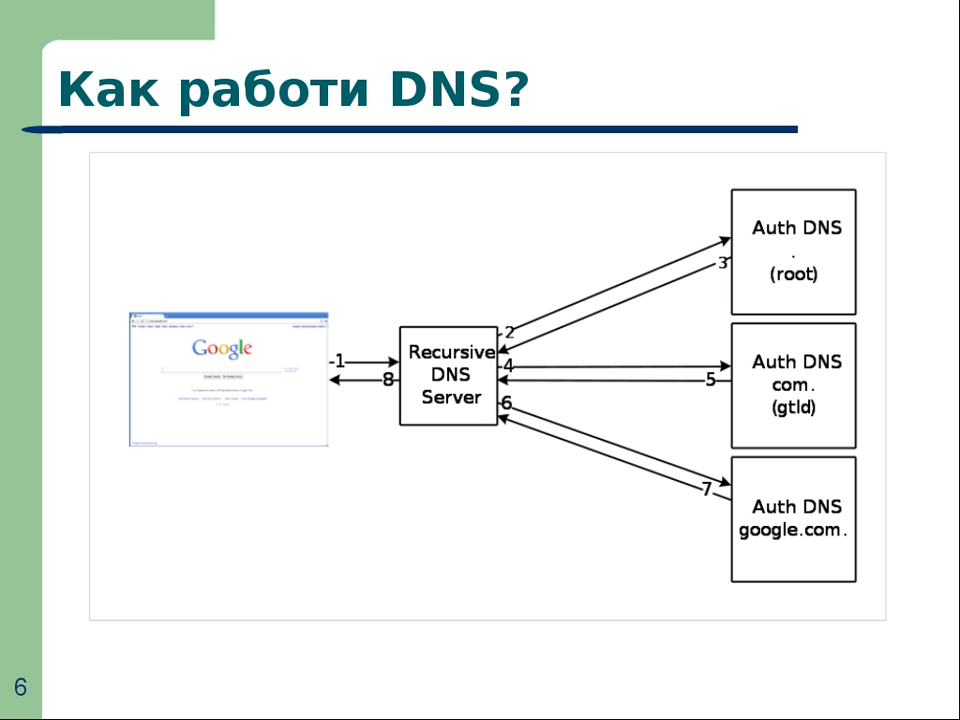 Как работи DNS?
Google
1
8
Recursive
DNS
Server
2
3
4
5
6
7
Auth DNS
.
(root)
Auth DNS
com.
(gtld)
Auth DNS
google.com.
6